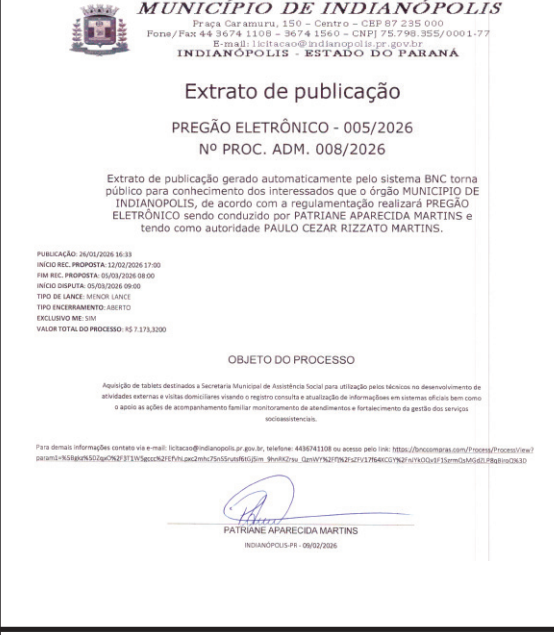 MUNICÍPIO DE INDIANÓPOLIS
Praça Caramuru, 150 – Centro – CEP 87 235 000
Fone/Fax 44 3674 1108 – 3674 1560 – CNPJ 75.798.355/0001-77
E-mail: licitacao@indianopolis.pr.gov.br
INDIANÓPOLIS - ESTADO DO PARANÁ
Extrato de publicação
PREGÃO ELETRÔNICO - 005/2026
Nº PROC. ADM. 008/2026
Extrato de publicação gerado automaticamente pelo sistema BNC torna
público para conhecimento dos interessados que o órgão MUNICIPIO DE
INDIANOPOLIS, de acordo com a regulamentação realizará PREGÃO
ELETRÔNICO sendo conduzido por PATRIANE APARECIDA MARTINS e
tendo como autoridade PAULO CEZAR RIZZATO MARTINS.
PUBLICAÇÃO: 26/01/2026 16:33
INÍCIO REC. PROPOSTA: 12/02/2026 17:00
FIM REC. PROPOSTA: 05/03/2026 08:00
INÍCIO DISPUTA: 05/03/2026 09:00
TIPO DE LANCE: MENOR LANCE
TIPO ENCERRAMENTO: ABERTO
EXCLUSIVO ME: SIM
VALOR TOTAL DO PROCESSO: R$ 7.173,3200
OBJETO DO PROCESSO
Aquisição de tablets destinados a Secretaria Municipal de Assistência Social para utilização pelos técnicos no desenvolvimento de
atividades externas e visitas domiciliares visando o registro consulta e atualização de informações em sistemas oficiais bem como
o apoio as ações de acompanhamento familiar monitoramento de atendimentos e fortalecimento da gestão dos serviços
socioassistenciais.
Para demais informações contato via e-mail: licitacao@indianopolis.pr.gov.br, telefone: 4436741108 ou acesso pelo link: https://bnccompras.com/Process/ProcessView?
PATRIANE APARECIDA MARTINS
INDIANÓPOLIS-PR - 09/02/2026